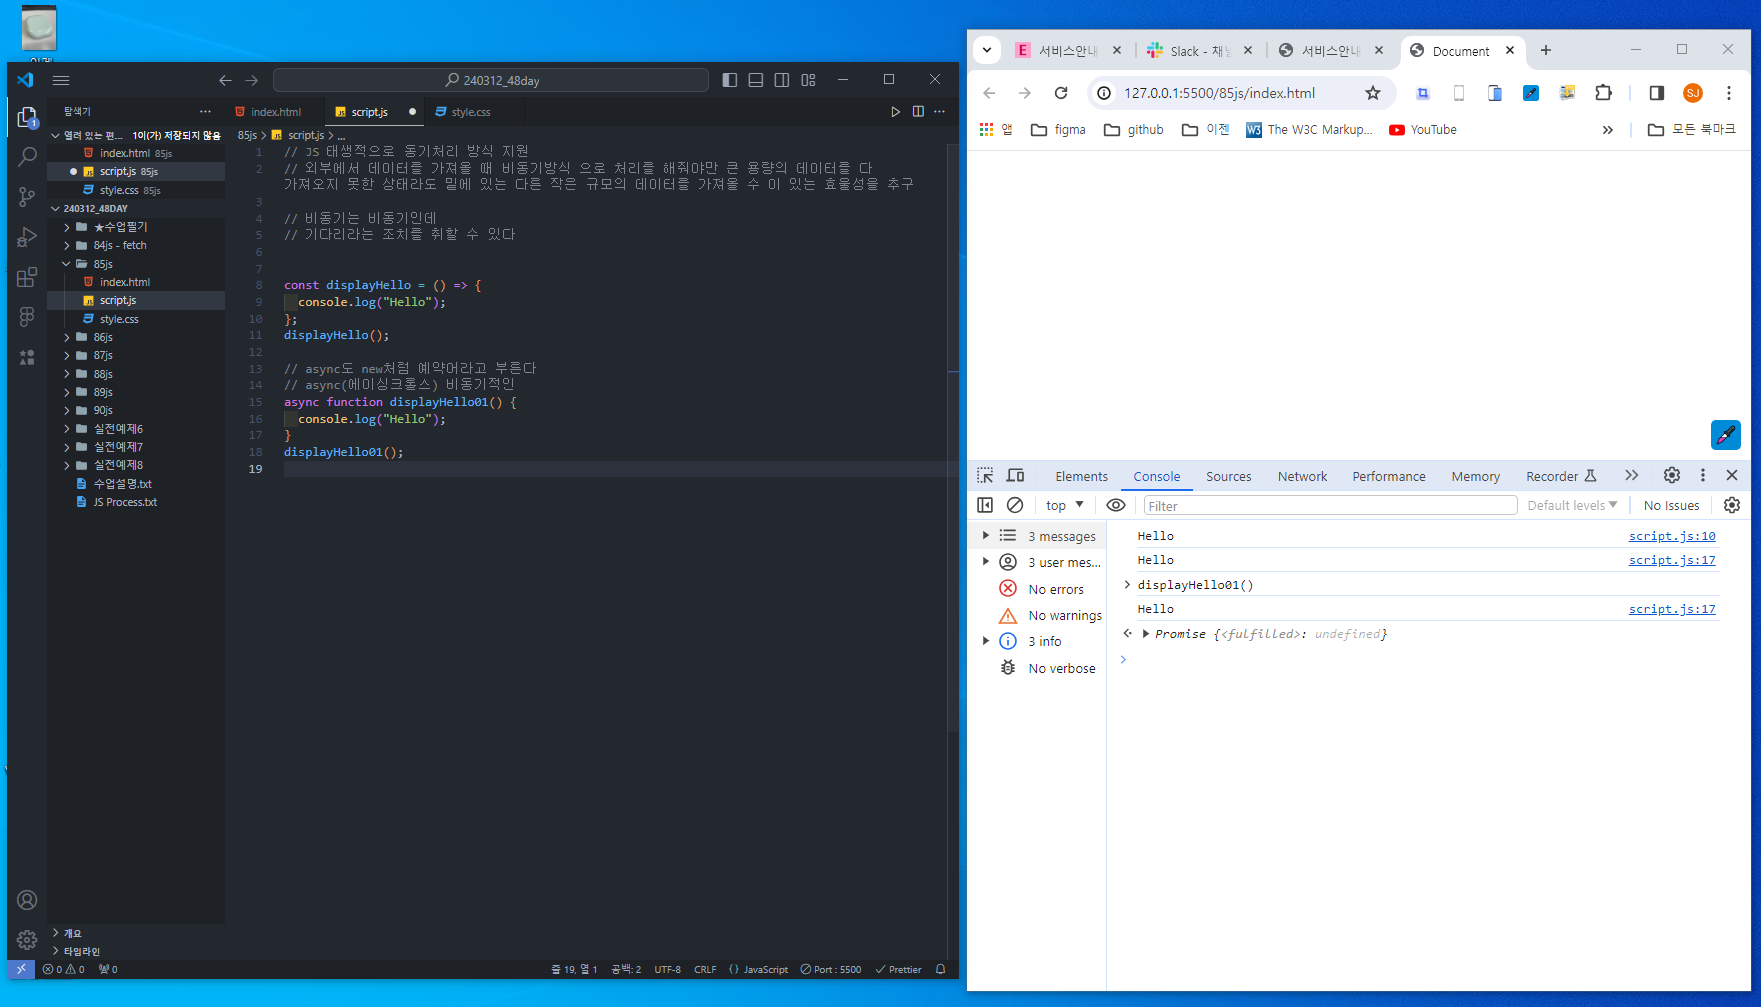 240312_48day
탐색기
index.html
script.js
style.css
열려 있는 편... 1이(가) 저장되지 않음
index.html 85js
script.js 85js
style.css 85js
240312_48DAY
★수업필기
84js - fetch
85js
index.html
script.js
style.css
86js
87js
88js
89js
90js
실전예제6
실전예제7
실전예제8
수업설명.txt
JS Process.txt
개요
타임라인
85js > script.js > ...
1 // JS 태생적으로 동기처리 방식 지원
2 // 외부에서 데이터를 가져올 때 비동기방식 으로 처리를 해줘야만 큰 용량의 데이터를 다
가져오지 못한 상태라도 밑에 있는 다른 작은 규모의 데이터를 가져올 수 이 있는 효율성을 추구
3
4 // 비동기는 비동기인데
5 // 기다리라는 조치를 취할 수 있다
6
7
8 const displayHello = () => {
9 console.log("Hello");
10 };
11 displayHello();
12
13 // async도 new처럼 예약어라고 부른다
14 // async(에이싱크롱스) 비동기적인
15 async function displayHello01() {
16 console.log("Hello");
17 }
18 displayHello01();
19
0 0 0
줄 19, 열 1 공백: 2 UTF-8 CRLF {} JavaScript Port : 5500 Prettier
E 서비스안내
Slack - 채널
서비스안내
Document
127.0.0.1:5500/85js/index.html
SJ
앱 figma github 이젠 W3 The W3C Markup... YouTube » 모든 북마크
Elements Console Sources Network Performance Memory Recorder
top Filter Default levels No Issues
3 messages
3 user mes...
No errors
No warnings
3 info
No verbose
Hello script.js:10
Hello script.js:17
displayHello01()
Hello script.js:17
Promise {<fulfilled>: undefined}